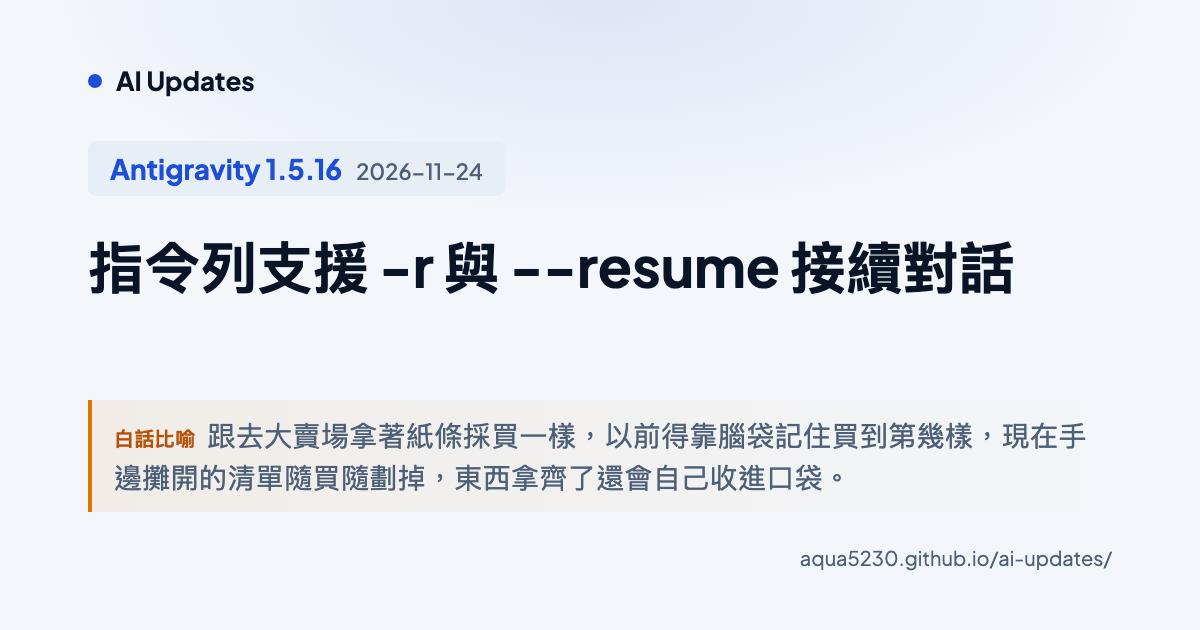 AI Updates
Antigravity 1.5.16 2026-11-24
指令列支援 -r 與 --resume 接續對話
白話比喻 跟去大賣場拿著紙條採買一樣，以前得靠腦袋記住買到第幾樣，現在手
邊攤開的清單隨買隨劃掉，東西拿齊了還會自己收進口袋。
aqua5230.github.io/ai-updates/